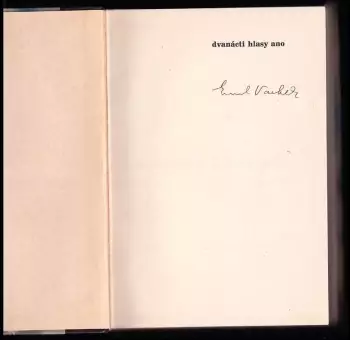 dvanácti hlasy ano
Emil Vachek